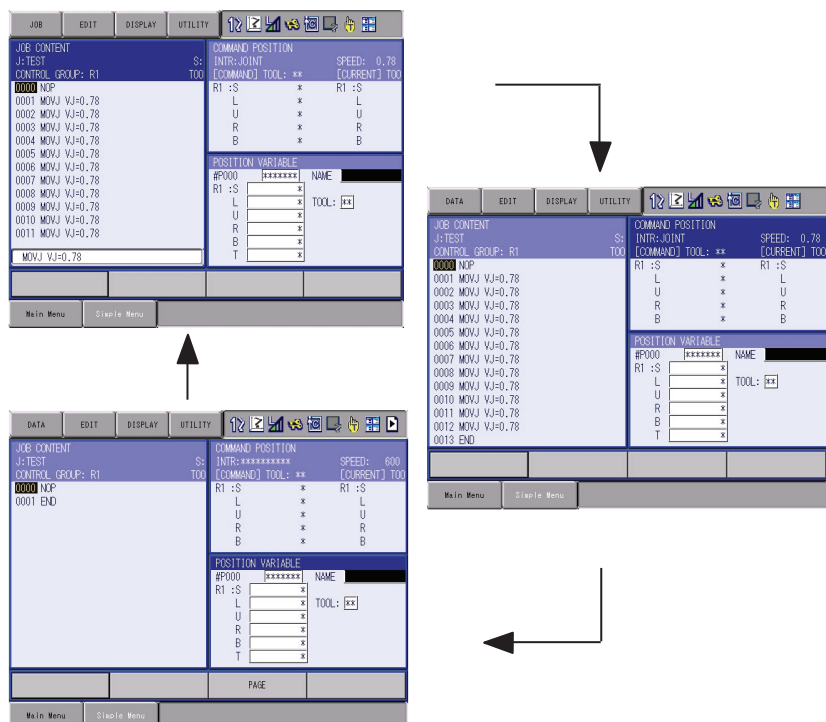 JOB EDIT DISPLAY UTILITY
JOB CONTENT
J:TEST S:
CONTROL GROUP: R1 TOO
0000 NOP
0001 MOVJ VJ=0.78
0002 MOVJ VJ=0.78
0003 MOVJ VJ=0.78
0004 MOVJ VJ=0.78
0005 MOVJ VJ=0.78
0006 MOVJ VJ=0.78
0007 MOVJ VJ=0.78
0008 MOVJ VJ=0.78
0009 MOVJ VJ=0.78
0010 MOVJ VJ=0.78
0011 MOVJ VJ=0.78
MOVJ VJ=0.78
COMMAND POSITION
INTR:JOINT SPEED: 0.78
[COMMAND] TOOL: ** [CURRENT] TOO
R1 :S * R1 :S
L * L
U * U
R * R
B * B
POSITION VARIABLE
#P000 ******* NAME
R1 :S *
L * TOOL: **
U *
R *
B *
T *
Main Menu Simple Menu
DATA EDIT DISPLAY UTILITY
JOB CONTENT
J:TEST S:
CONTROL GROUP: R1 TOO
0000 NOP
0001 MOVJ VJ=0.78
0002 MOVJ VJ=0.78
0003 MOVJ VJ=0.78
0004 MOVJ VJ=0.78
0005 MOVJ VJ=0.78
0006 MOVJ VJ=0.78
0007 MOVJ VJ=0.78
0008 MOVJ VJ=0.78
0009 MOVJ VJ=0.78
0010 MOVJ VJ=0.78
0011 MOVJ VJ=0.78
0012 MOVJ VJ=0.78
0013 END
COMMAND POSITION
INTR:JOINT SPEED: 0.78
[COMMAND] TOOL: ** [CURRENT] TOO
R1 :S * R1 :S
L * L
U * U
R * R
B * B
POSITION VARIABLE
#P000 ******* NAME
R1 :S *
L * TOOL: **
U *
R *
B *
T *
Main Menu Simple Menu
DATA EDIT DISPLAY UTILITY
JOB CONTENT
J:TEST S:
CONTROL GROUP: R1 TOO
0000 NOP
0001 END
COMMAND POSITION
INTR:********** SPEED: 600
[COMMAND] TOOL: ** [CURRENT] TOO
R1 :S * R1 :S
L * L
U * U
R * R
B * B
POSITION VARIABLE
#P000 ******* NAME
R1 :S *
L * TOOL: **
U *
R *
B *
T *
PAGE
Main Menu Simple Menu